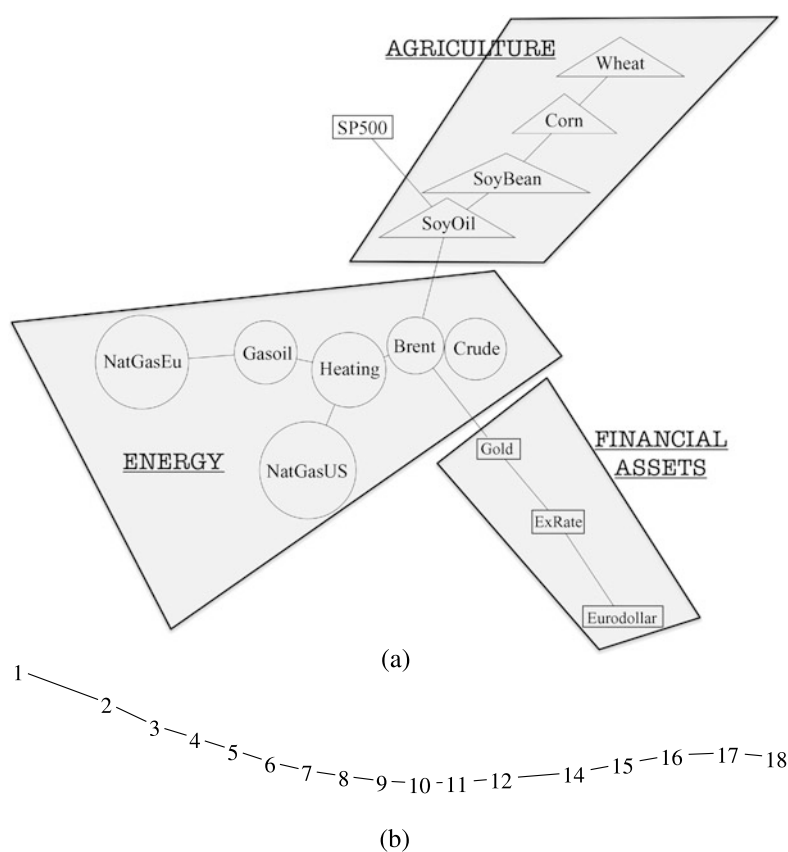 AGRICULTURE
Wheat
Corn
SP500
SoyBean
SoyOil
NatGasEu
Gasoil
Heating
Brent
Crude
ENERGY
NatGasUS
Gold
FINANCIAL
ASSETS
ExRate
Eurodollar
(a)
1
2
3
4
5
6
7
8
9
10
11
12
14
15
16
17
18
(b)